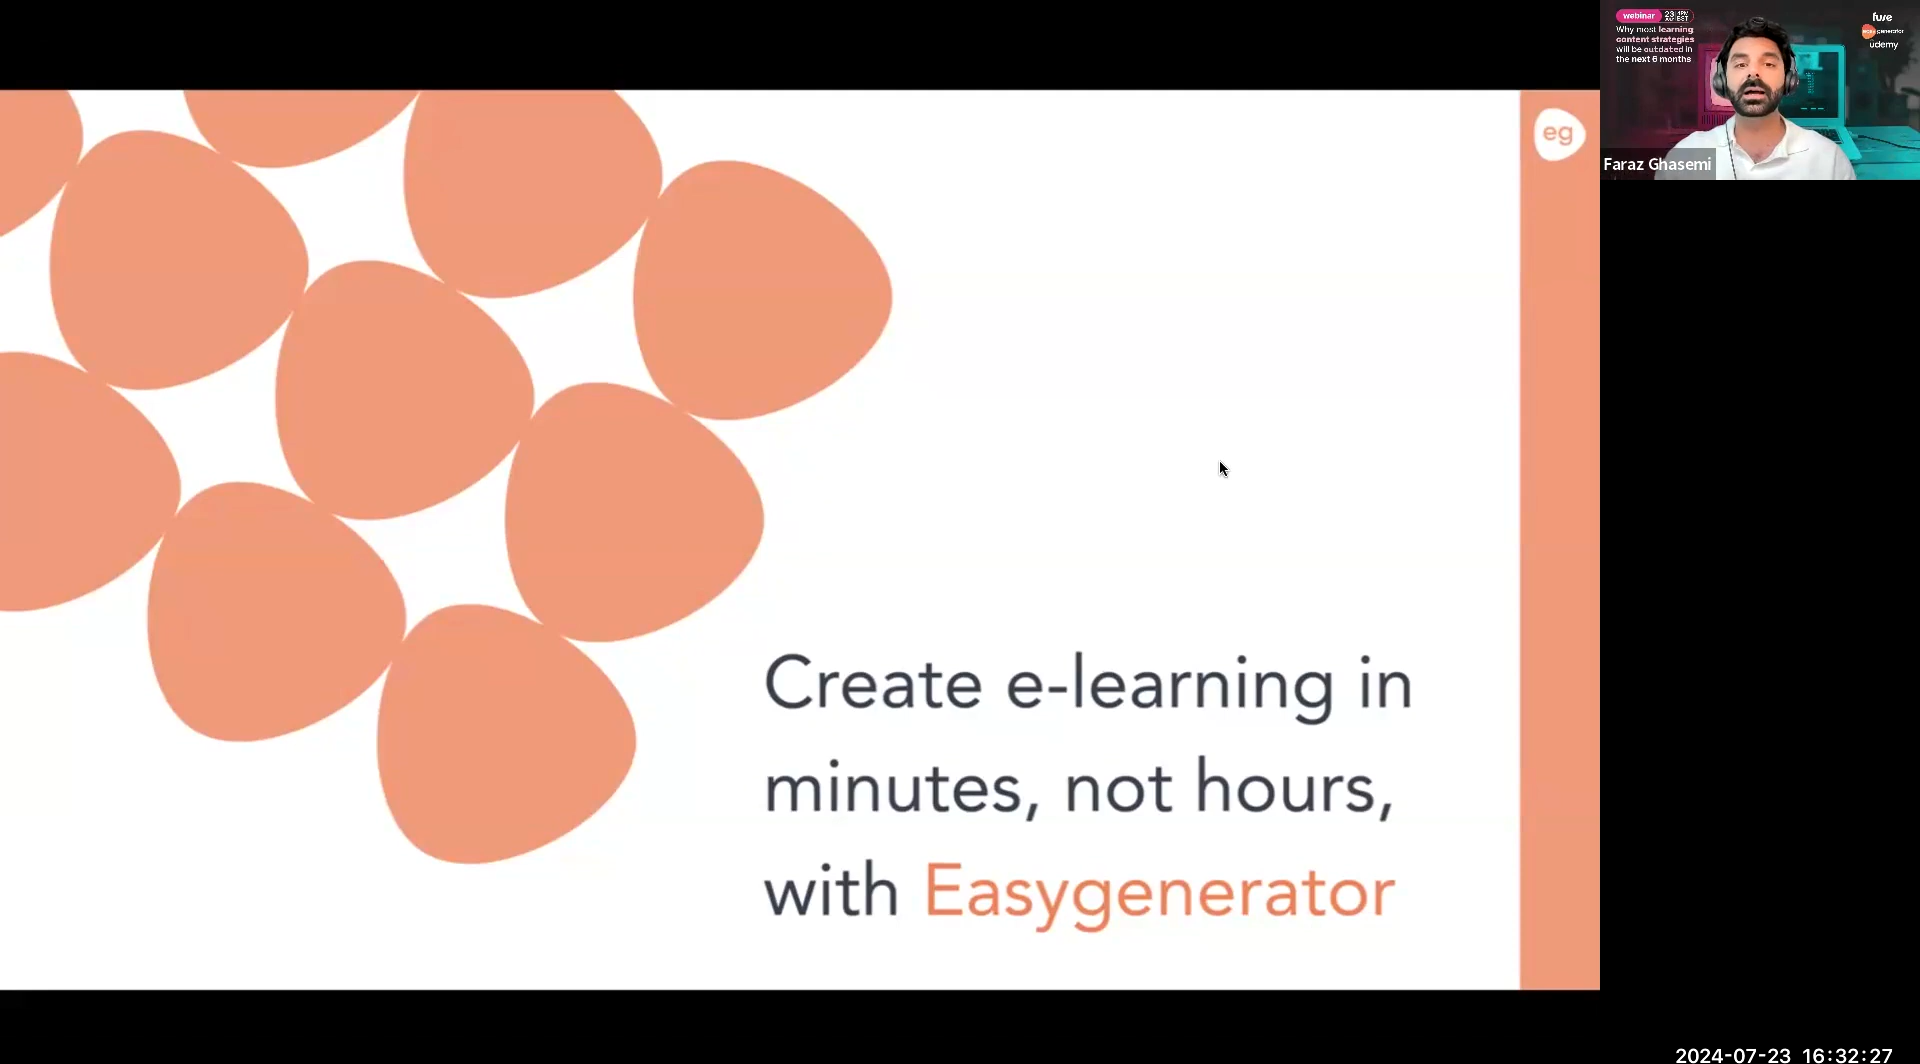 webinar
Why most learning
content strategies
will be outdated in
the next 6 months
fuse
easygenerator
udemy
Faraz Ghasemi
eg
Create e-learning in
minutes, not hours,
with Easygenerator
2024-07-23 16:32:27